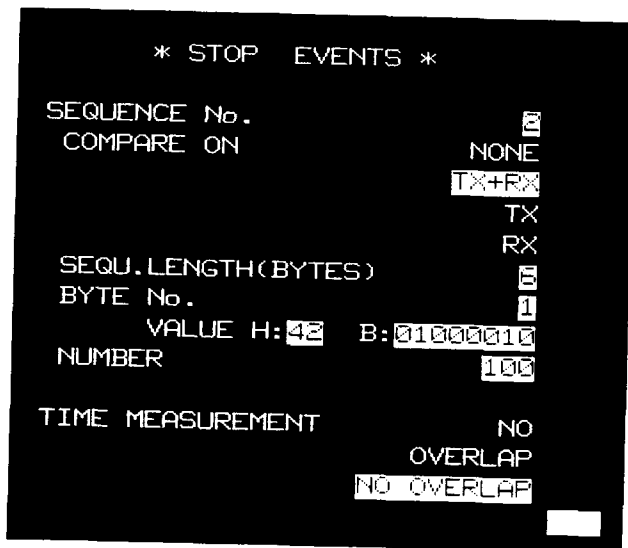 * STOP EVENTS *
SEQUENCE No. 2
COMPARE ON NONE
TX+RX
TX
RX
SEQU.LENGTH(BYTES) 6
BYTE No. 1
VALUE H:42 B:01000010
NUMBER 100
TIME MEASUREMENT NO
OVERLAP
NO OVERLAP